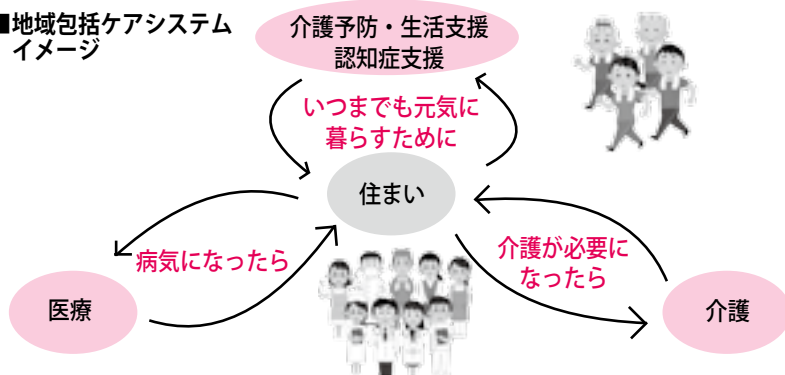 ■地域包括ケアシステム
イメージ
介護予防・生活支援
認知症支援
いつまでも元気に
暮らすために
住まい
病気になったら
介護が必要に
なったら
医療
介護